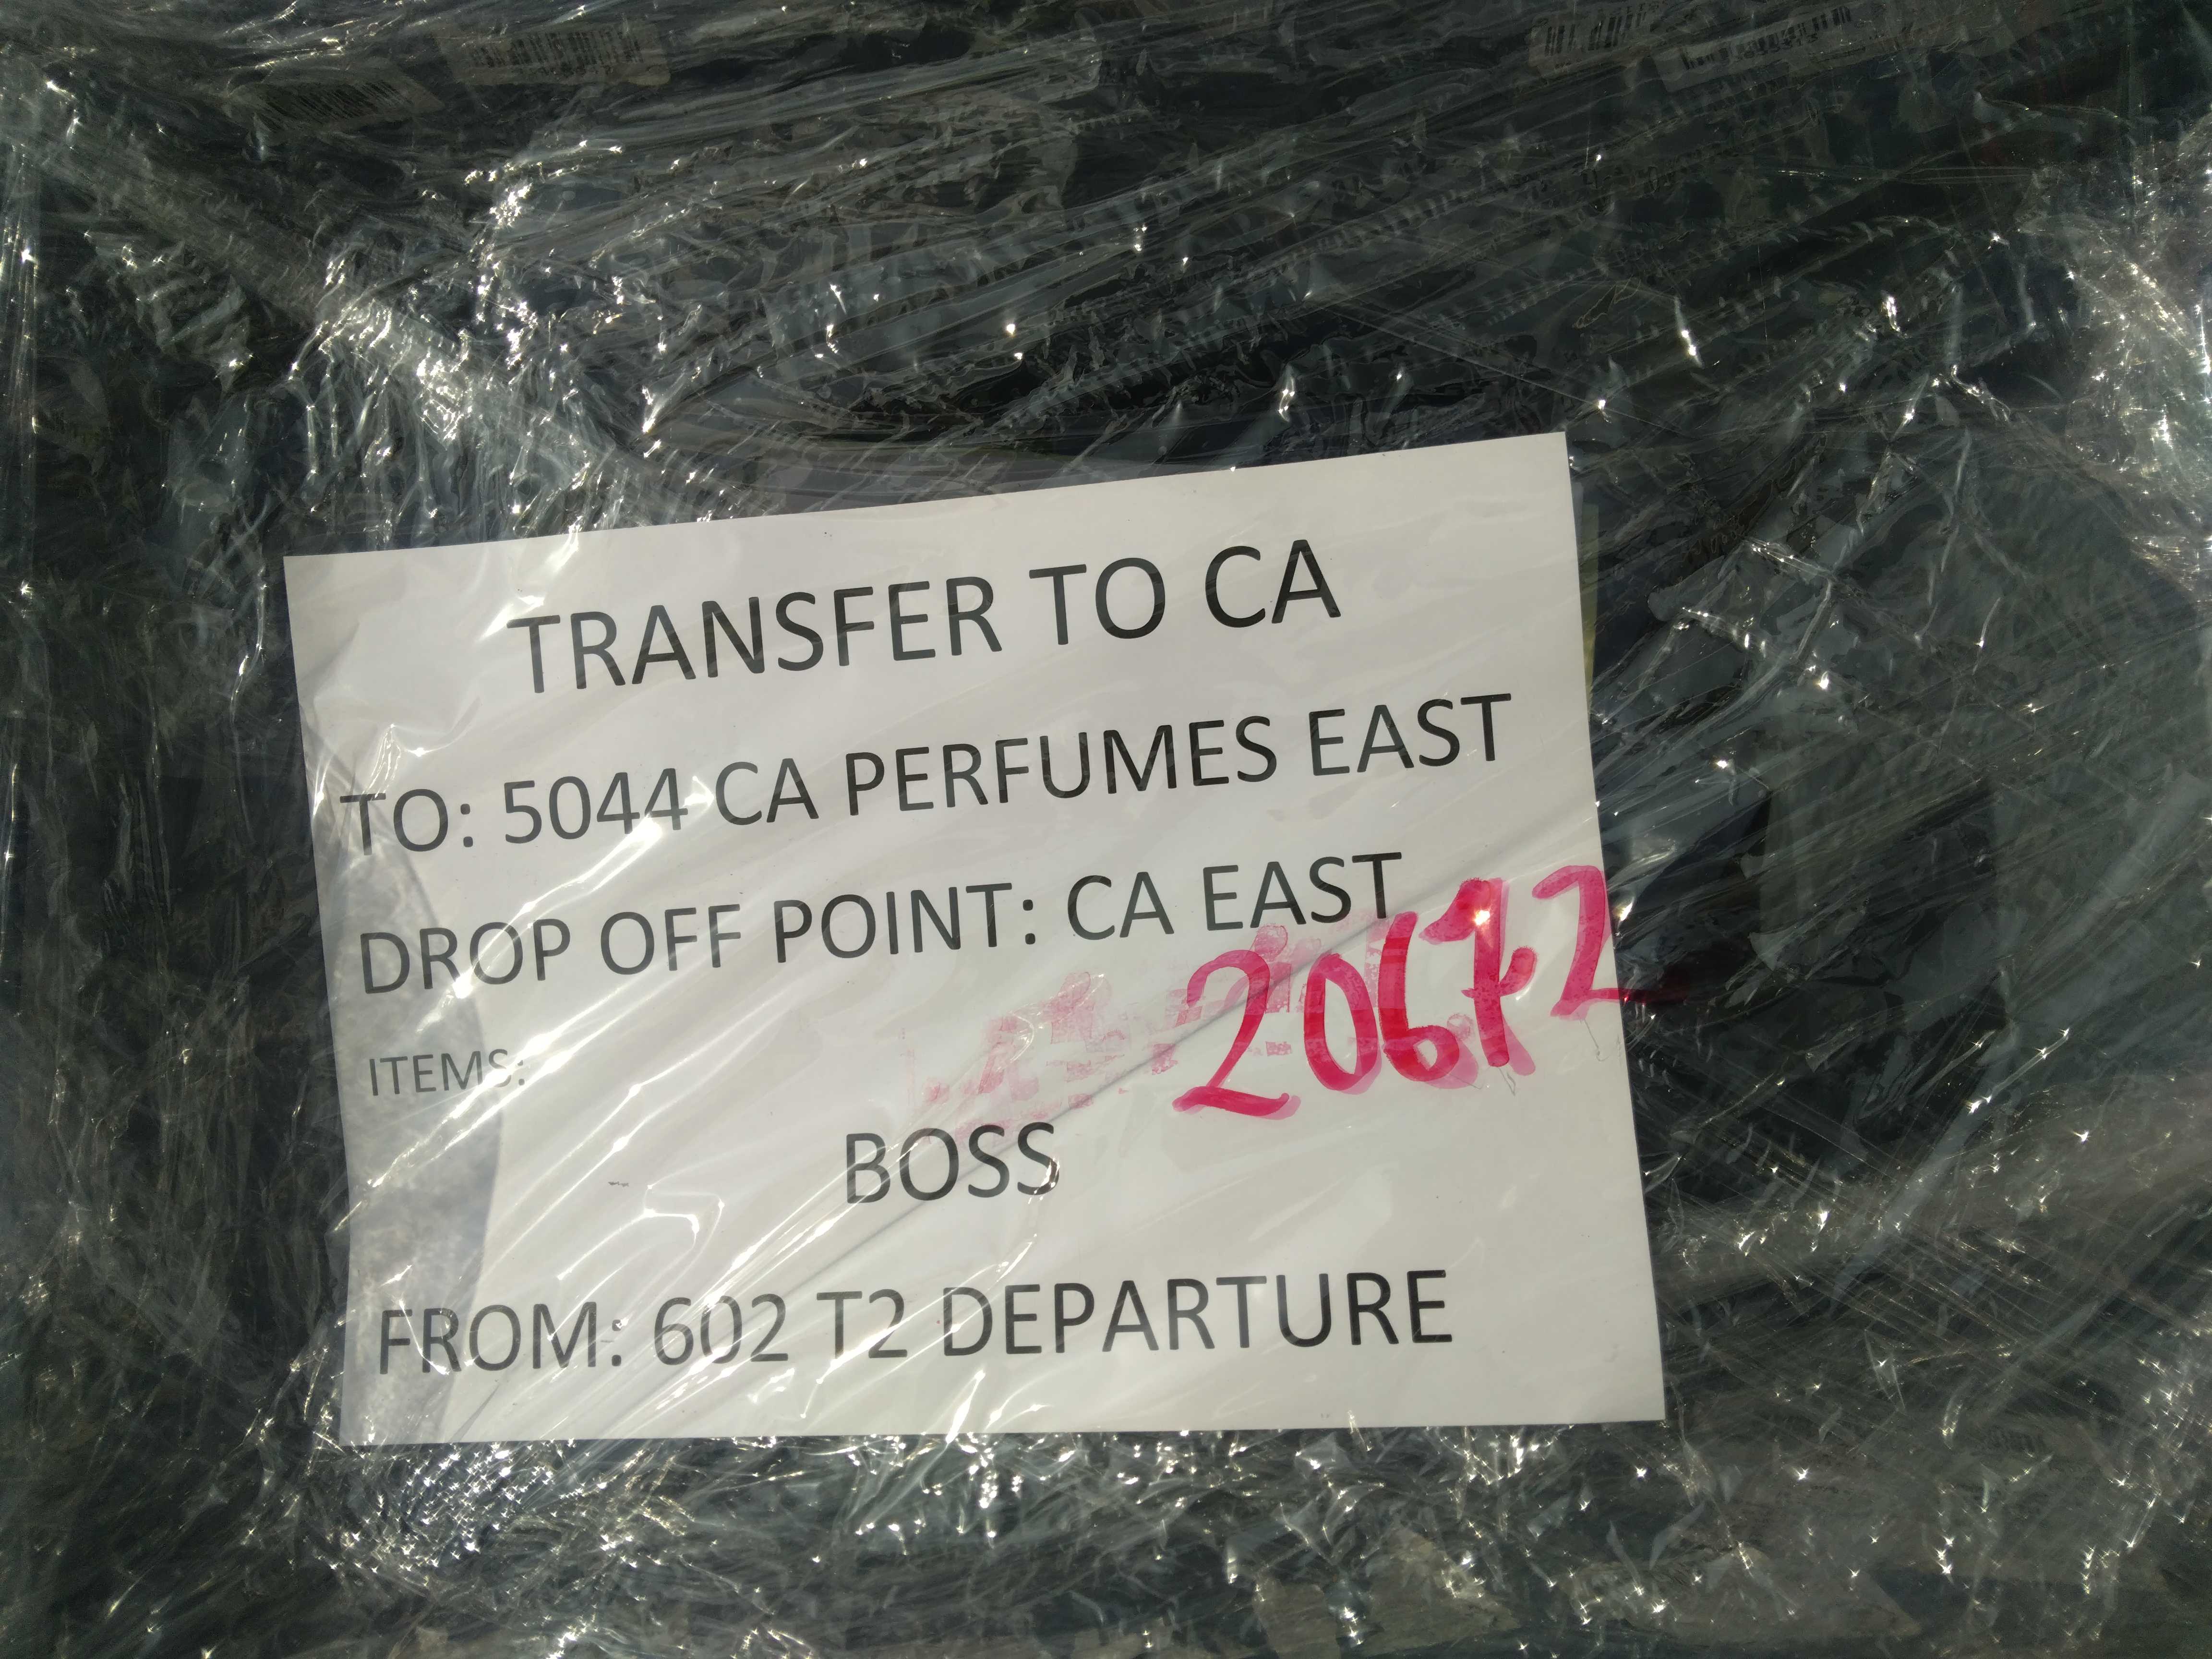 TRANSFER TO CA
TO: 5044 CA PERFUMES EAST
DROP OFF POINT: CA EAST
20672
ITEMS:
BOSS
FROM: 602 T2 DEPARTURE